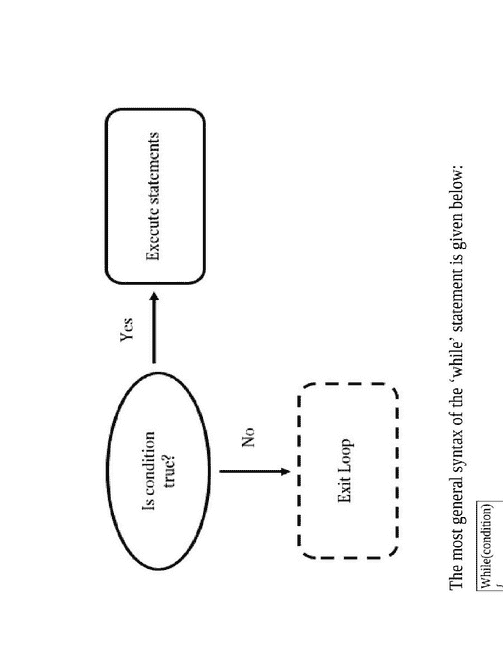 Yes
Is condition
true?
Execute statements
No
Exit Loop
The most general syntax of the ‘while’ statement is given below:
While(condition)